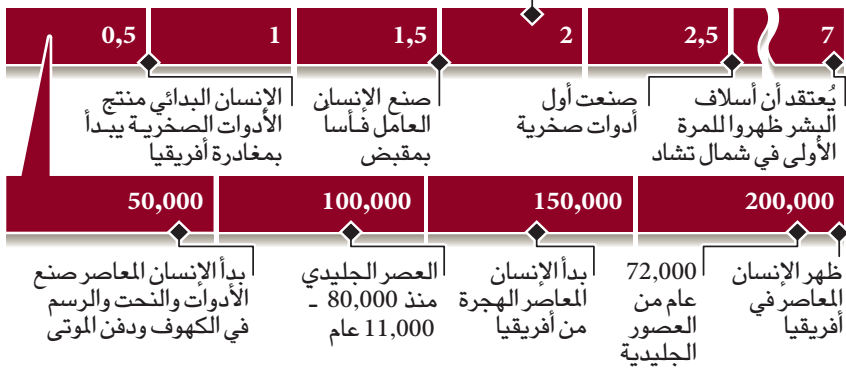 7 2,5 2 1,5 1 0,5
يُعتقد أن أسلاف
البشر ظهروا للمرة
الأولى في شمال تشاد
صنعت أول
أدوات صخرية
صنع الإنسان
العامل فأساً
بمقبض
الإنسان البدائي منتج
الأدوات الصخرية يبدأ
بمغادرة أفريقيا
200,000 150,000 100,000 50,000
ظهر الإنسان
المعاصر في
أفريقيا
72,000
عام من
العصور
الجليدية
بدأ الإنسان
المعاصر الهجرة
من أفريقيا
العصر الجليدي
منذ 80,000 ـ
11,000 عام
بدأ الإنسان المعاصر صنع
الأدوات والنحت والرسم
في الكهوف ودفن الموتى